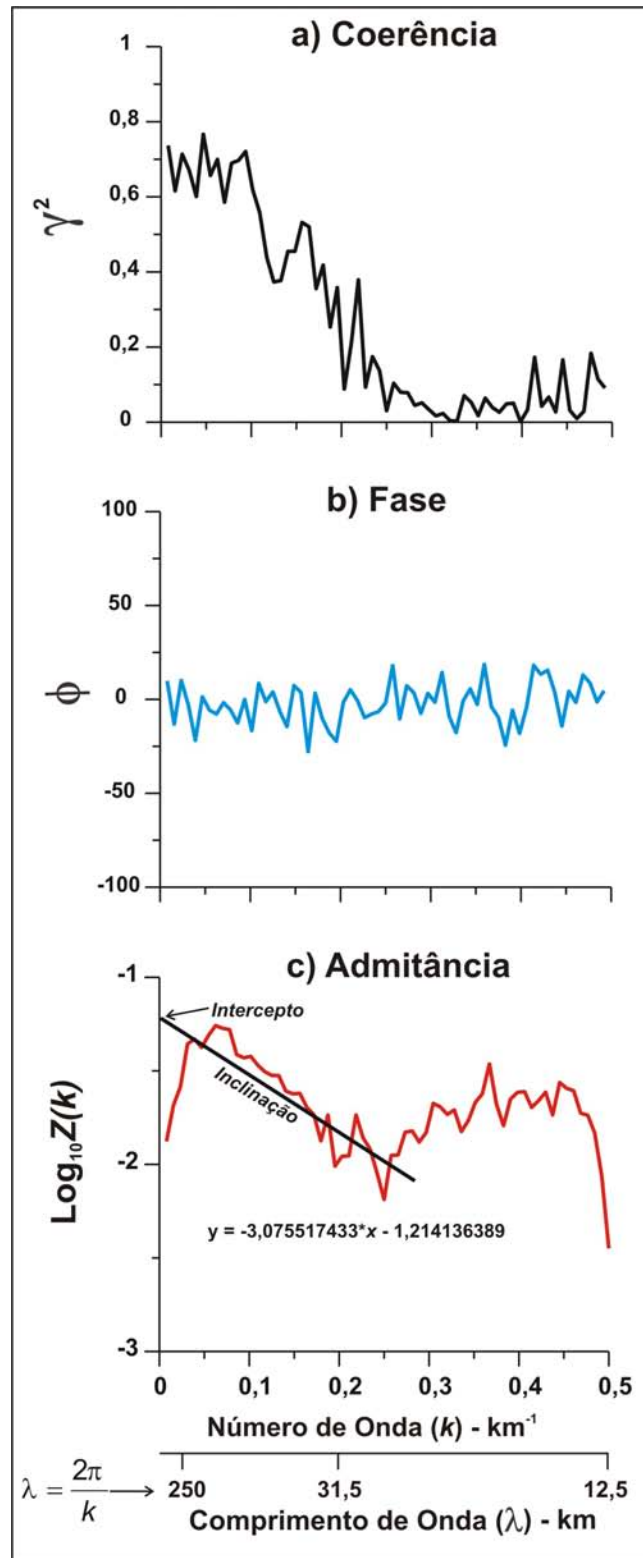 a) Coerência
1
0,8
0,6
0,4
0,2
0
γ²
b) Fase
100
50
0
-50
-100
ϕ
c) Admitância
-1
-2
-3
Log₁₀Z(k)
Intercepto
Inclinação
y = -3,075517433*x - 1,214136389
0 0,1 0,2 0,3 0,4 0,5
Número de Onda (k) - km⁻¹
λ = 2π/k
250 31,5 12,5
Comprimento de Onda (λ) - km